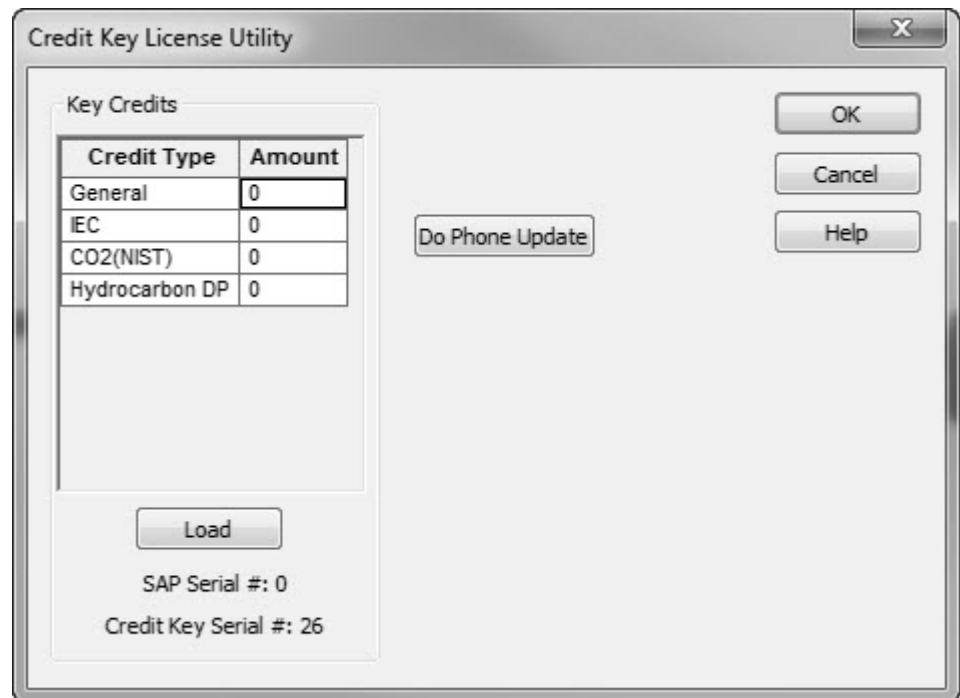 Credit Key License Utility
X
Key Credits
Credit Type Amount
General 0
IEC 0
CO2(NIST) 0
Hydrocarbon DP 0
Load
SAP Serial #: 0
Credit Key Serial #: 26
Do Phone Update
OK
Cancel
Help